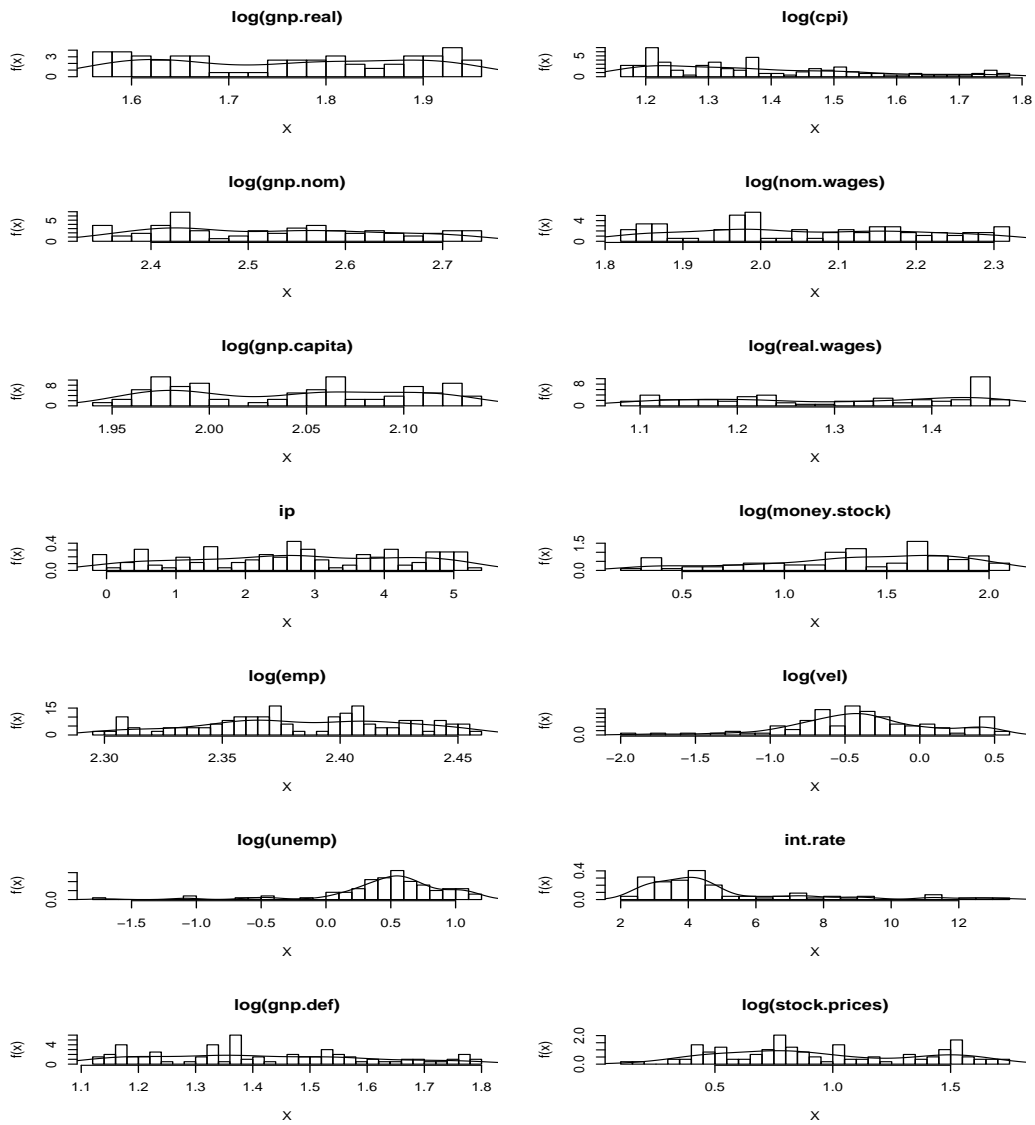 log(gnp.real)
f(x)
0 3
1.6 1.7 1.8 1.9
X
log(cpi)
f(x)
0 5
1.2 1.3 1.4 1.5 1.6 1.7 1.8
X
log(gnp.nom)
f(x)
0 5
2.4 2.5 2.6 2.7
X
log(nom.wages)
f(x)
0 4
1.8 1.9 2.0 2.1 2.2 2.3
X
log(gnp.capita)
f(x)
0 8
1.95 2.00 2.05 2.10
X
log(real.wages)
f(x)
0 8
1.1 1.2 1.3 1.4
X
ip
f(x)
0.0 0.4
0 1 2 3 4 5
X
log(money.stock)
f(x)
0.0 1.5
0.5 1.0 1.5 2.0
X
log(emp)
f(x)
0 15
2.30 2.35 2.40 2.45
X
log(vel)
f(x)
0.0
−2.0 −1.5 −1.0 −0.5 0.0 0.5
X
log(unemp)
f(x)
0.0
−1.5 −1.0 −0.5 0.0 0.5 1.0
X
int.rate
f(x)
0.0 0.4
2 4 6 8 10 12
X
log(gnp.def)
f(x)
0 4
1.1 1.2 1.3 1.4 1.5 1.6 1.7 1.8
X
log(stock.prices)
f(x)
0.0 2.0
0.5 1.0 1.5
X